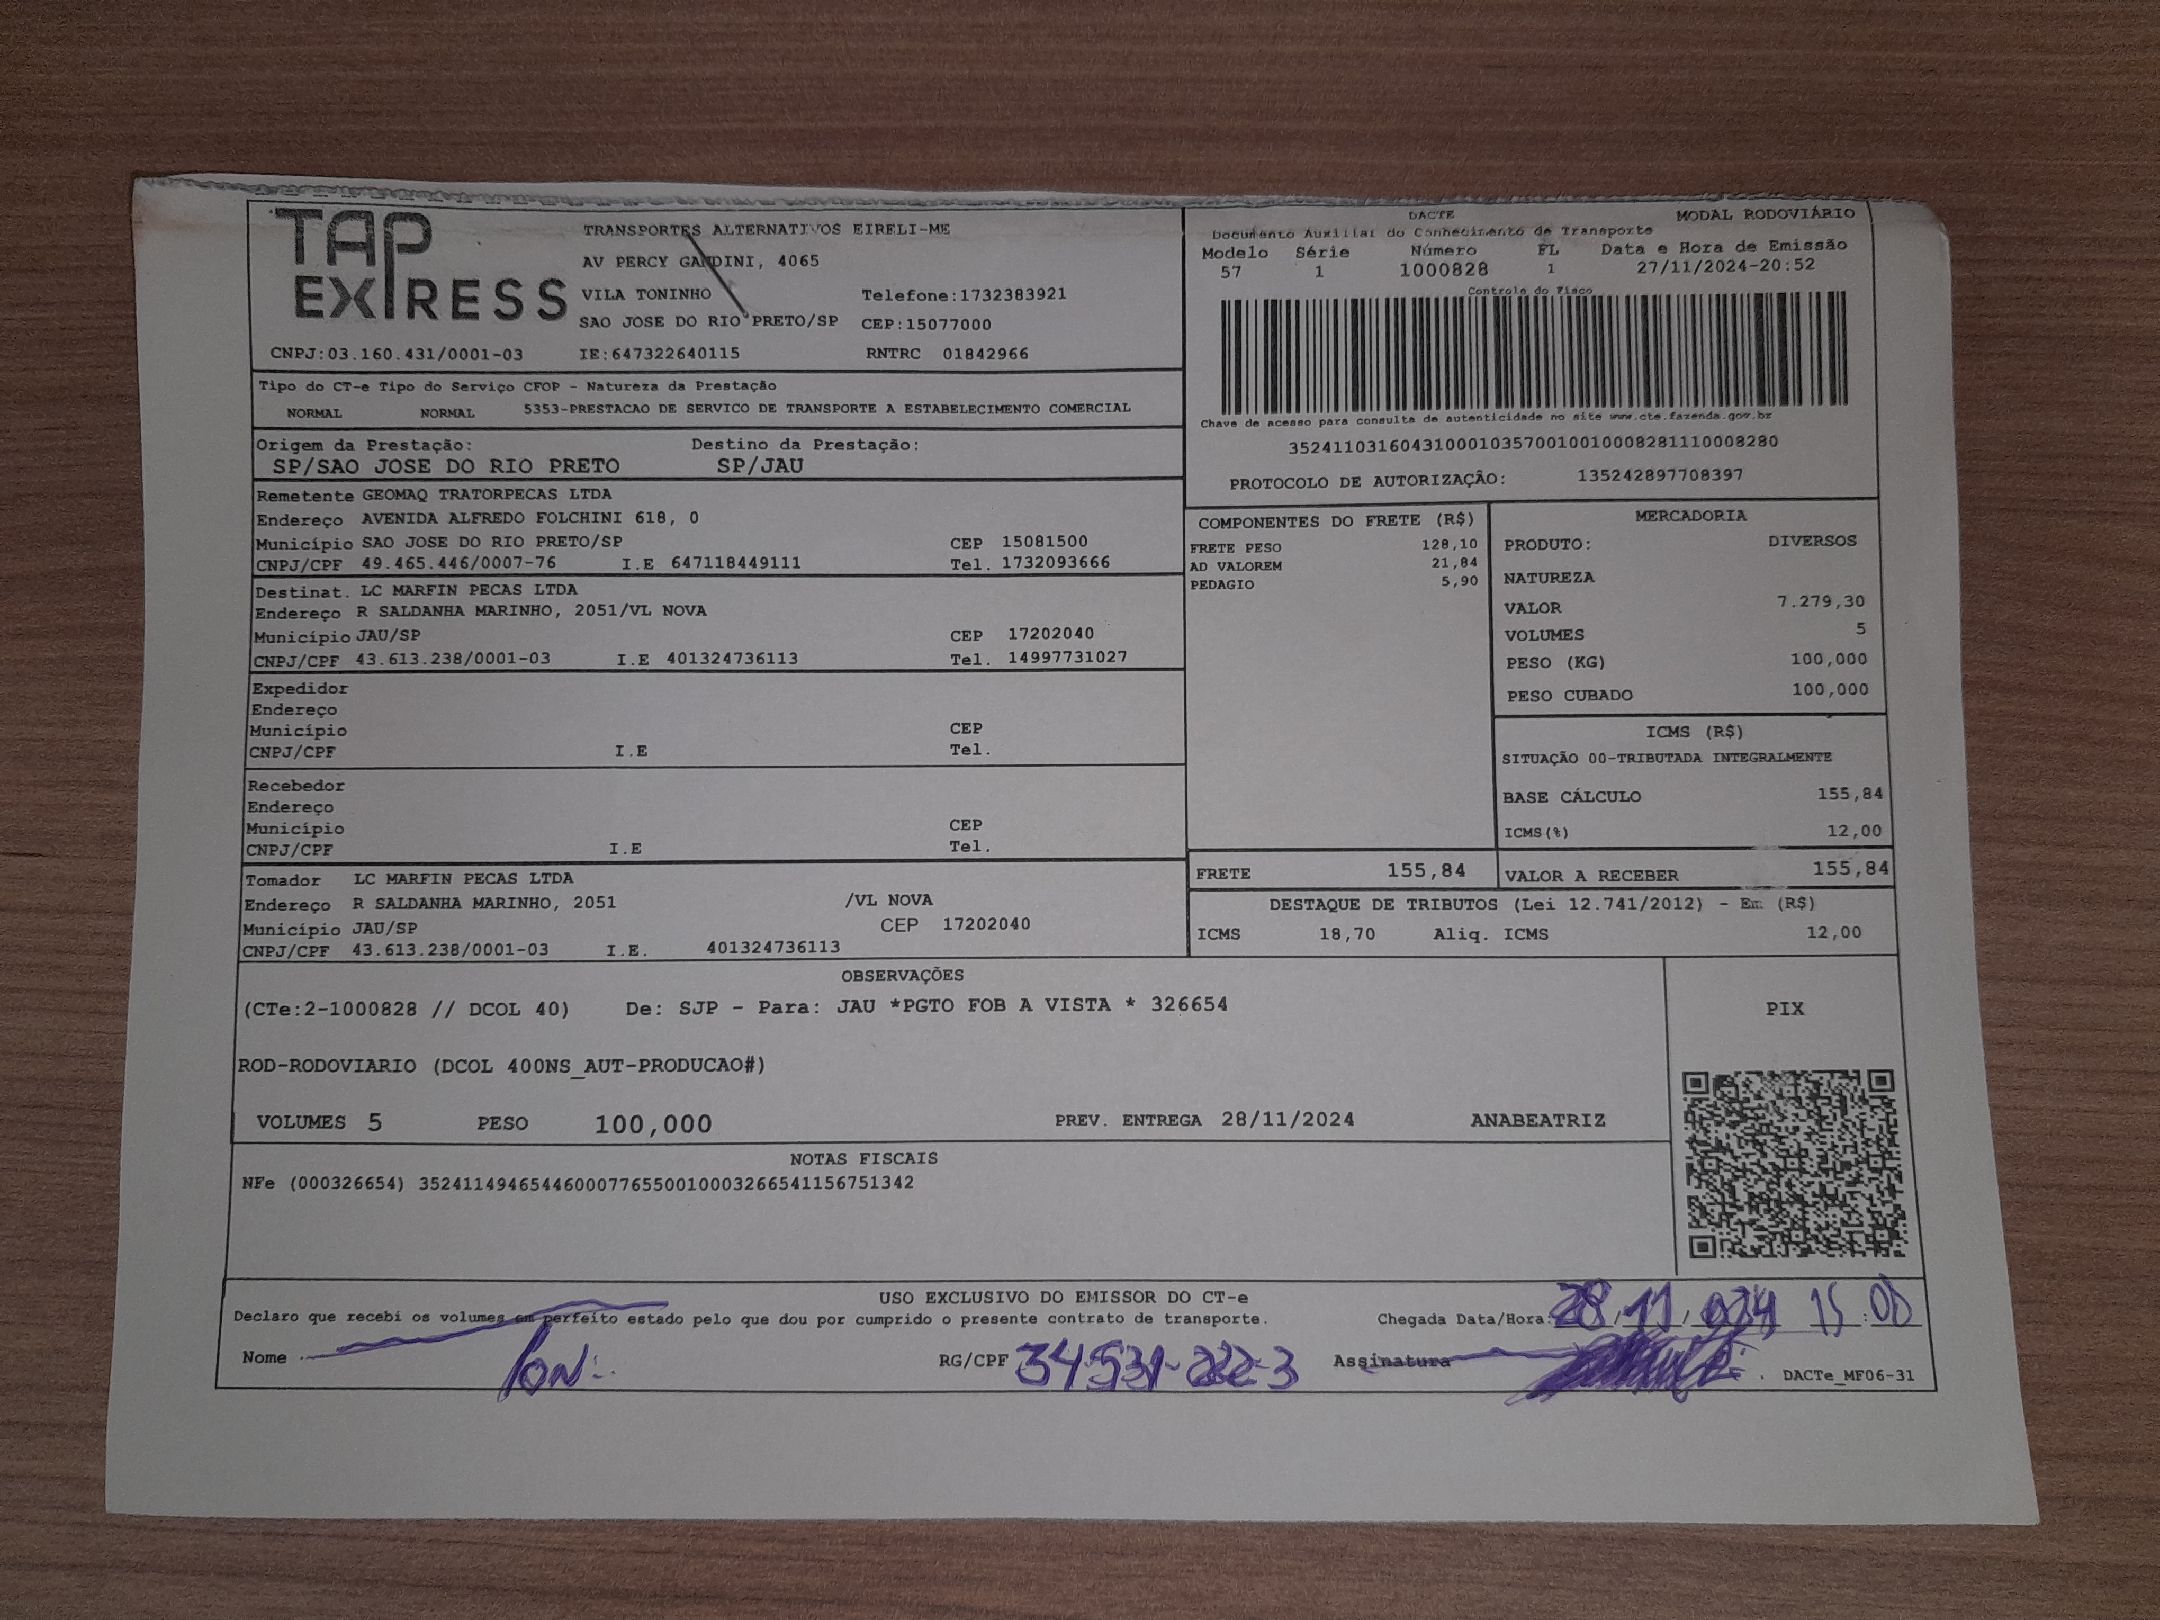 TAP EXPRESS
TRANSPORTES ALTERNATIVOS EIRELI-ME
AV PERCY GANDINI, 4065
VILA TONINHO Telefone:1732383921
SAO JOSE DO RIO PRETO/SP CEP:15077000
CNPJ:03.160.431/0001-03 IE:647322640115 RNTRC 01842966
DACTE MODAL RODOVIÁRIO
Documento Auxiliar do Conhecimento de Transporte
Modelo Série Número FL Data e Hora de Emissão
57 1 1000828 1 27/11/2024-20:52
Controle do Fisco
Chave de acesso para consulta de autenticidade no site www.cte.fazenda.gov.br
35241103160431000103570010010008281110008280
PROTOCOLO DE AUTORIZAÇÂO: 135242897708397
Tipo do CT-e Tipo do Serviço CFOP - Natureza da Prestação
NORMAL NORMAL 5353-PRESTACAO DE SERVICO DE TRANSPORTE A ESTABELECIMENTO COMERCIAL
Origem da Prestação: Destino da Prestação:
SP/SAO JOSE DO RIO PRETO SP/JAU
Remetente GEOMAQ TRATORPECAS LTDA
Endereço AVENIDA ALFREDO FOLCHINI 618, 0
Município SAO JOSE DO RIO PRETO/SP CEP 15081500
CNPJ/CPF 49.465.446/0007-76 I.E 647118449111 Tel. 1732093666
Destinat. LC MARFIN PECAS LTDA
Endereço R SALDANHA MARINHO, 2051/VL NOVA
Município JAU/SP CEP 17202040
CNPJ/CPF 43.613.238/0001-03 I.E 401324736113 Tel. 14997731027
Expedidor
Endereço
Município CEP
CNPJ/CPF I.E Tel.
Recebedor
Endereço
Município CEP
CNPJ/CPF I.E Tel.
Tomador LC MARFIN PECAS LTDA
Endereço R SALDANHA MARINHO, 2051 /VL NOVA
Município JAU/SP CEP 17202040
CNPJ/CPF 43.613.238/0001-03 I.E. 401324736113
COMPONENTES DO FRETE (R$)
FRETE PESO 128,10
AD VALOREM 21,84
PEDAGIO 5,90
FRETE 155,84
MERCADORIA
PRODUTO: DIVERSOS
NATUREZA
VALOR 7.279,30
VOLUMES 5
PESO (KG) 100,000
PESO CUBADO 100,000
ICMS (R$)
SITUAÇÃO 00-TRIBUTADA INTEGRALMENTE
BASE CÁLCULO 155,84
ICMS(%) 12,00
VALOR A RECEBER 155,84
DESTAQUE DE TRIBUTOS (Lei 12.741/2012) - Em (R$)
ICMS 18,70 Aliq. ICMS 12,00
OBSERVAÇÕES
(CTe:2-1000828 // DCOL 40) De: SJP - Para: JAU *PGTO FOB A VISTA * 326654
ROD-RODOVIARIO (DCOL 400NS_AUT-PRODUCAO#)
VOLUMES 5 PESO 100,000 PREV. ENTREGA 28/11/2024 ANABEATRIZ
PIX
NOTAS FISCAIS
NFe (000326654) 35241149465446000776550010003266541156751342
USO EXCLUSIVO DO EMISSOR DO CT-e
Declaro que recebi os volumes em perfeito estado pelo que dou por cumprido o presente contrato de transporte. Chegada Data/Hora: 28/11/ 15:00
Nome RG/CPF 34.531-222-3 Assinatura DACTe_MF06-31